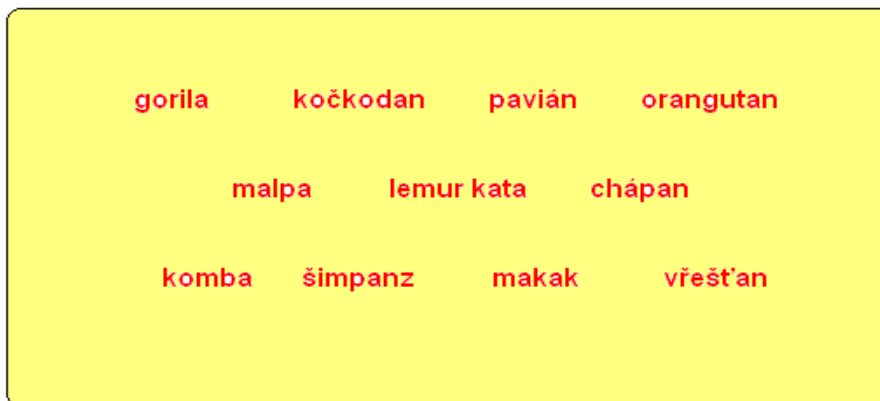 gorila kočkodan pavián orangutan
malpa lemur kata chápan
komba šimpanz makak vřešťan